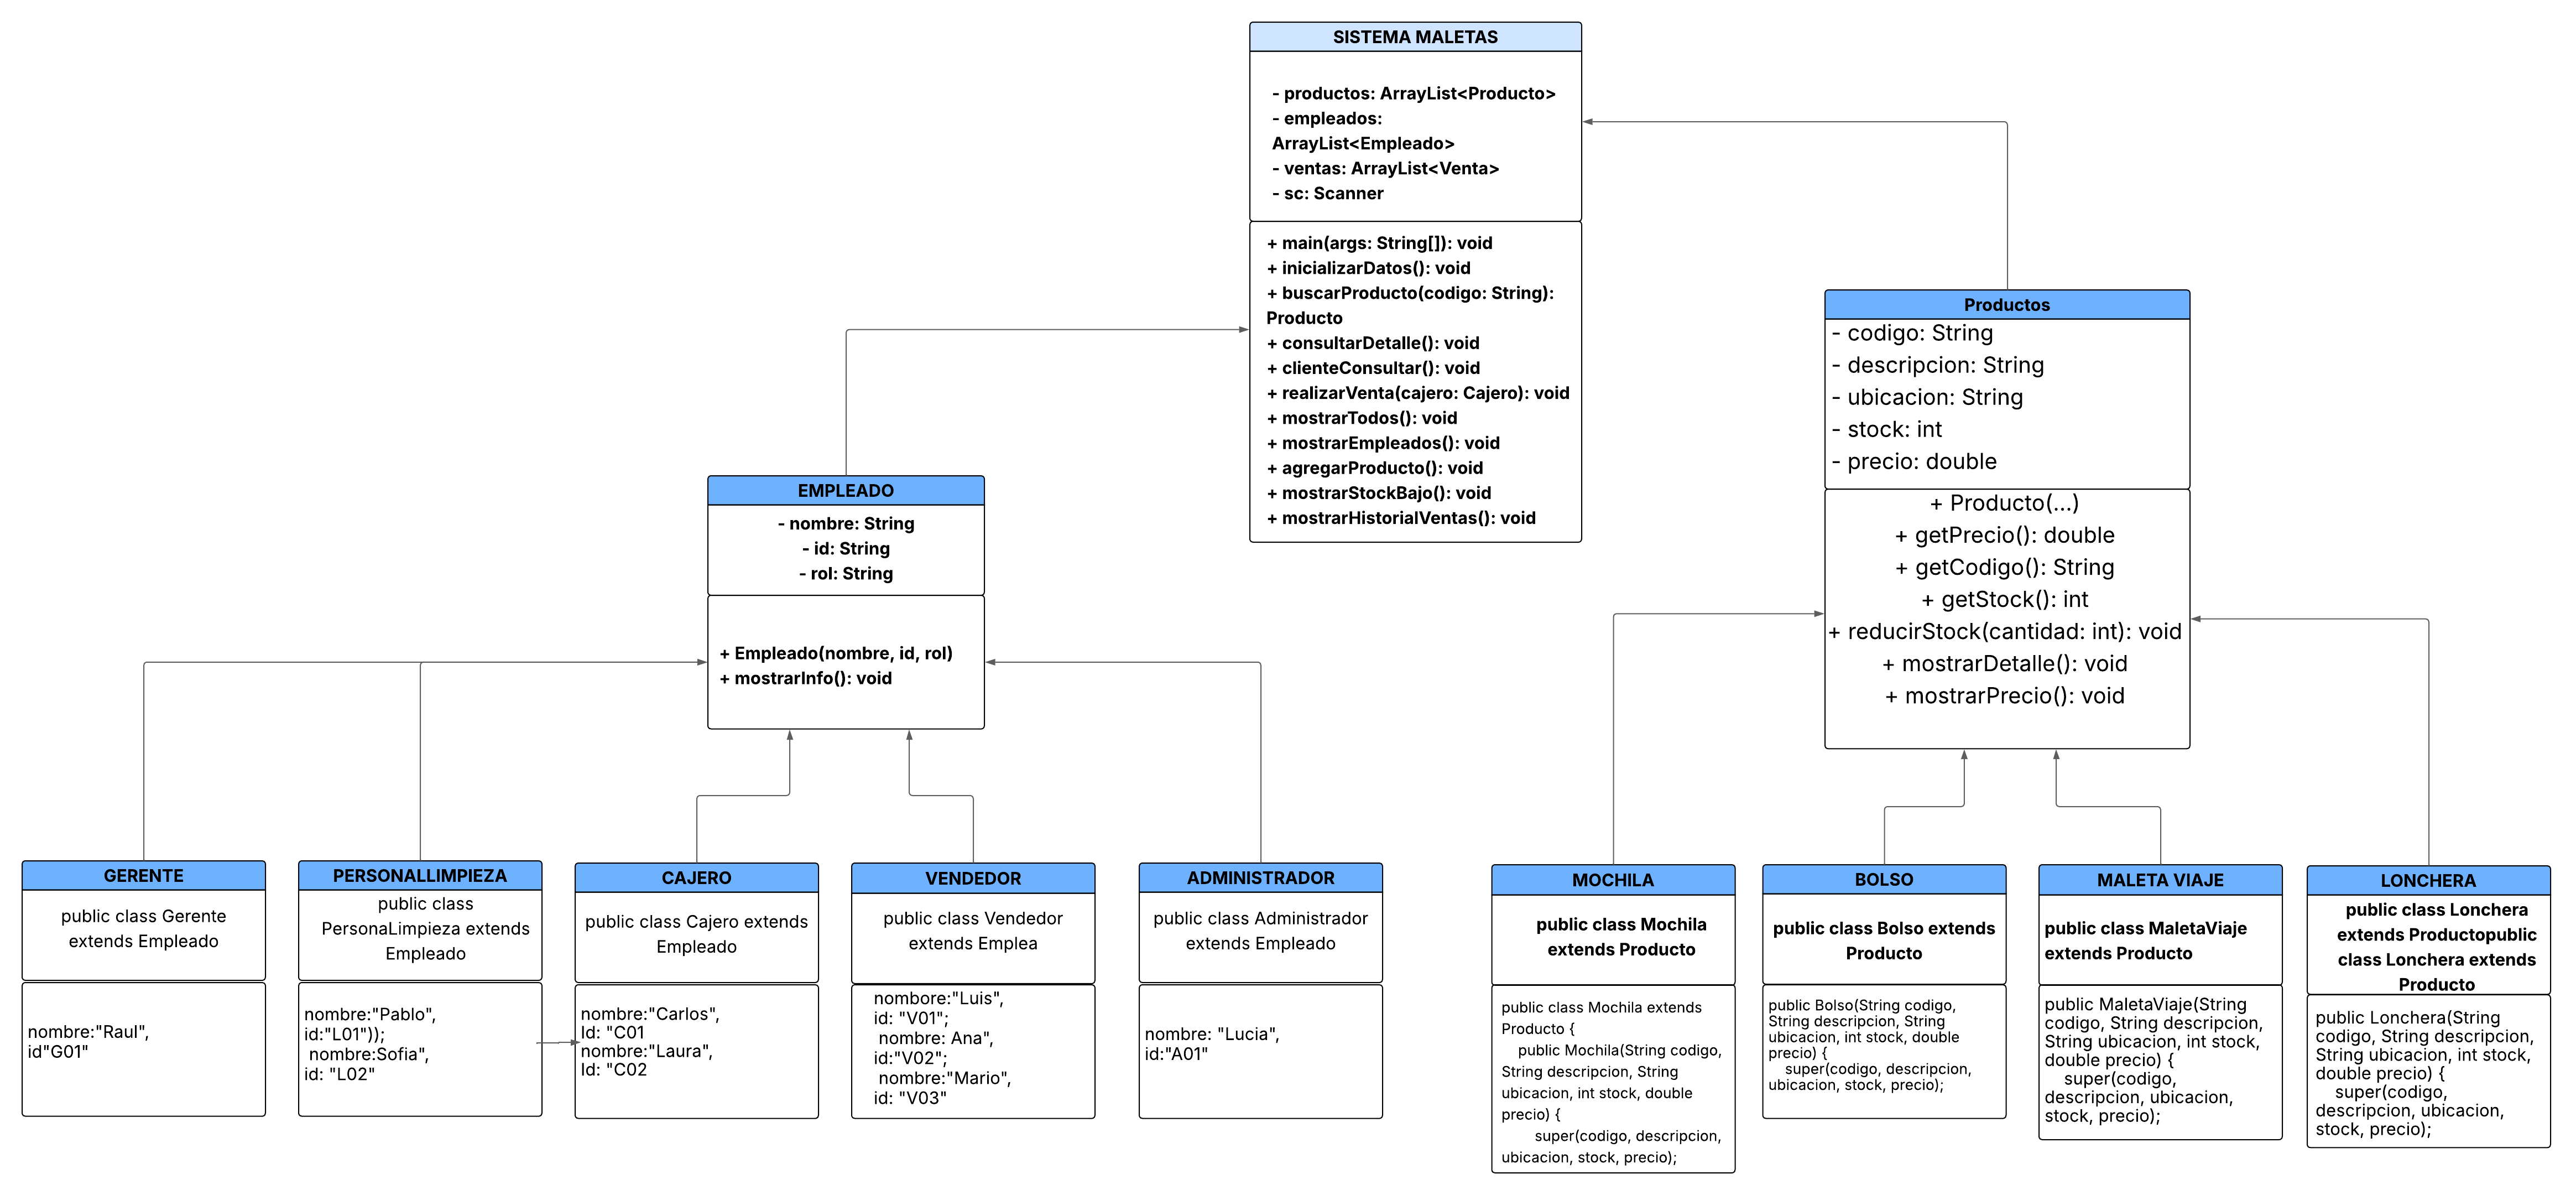 SISTEMA MALETAS
- productos: ArrayList<Producto>
- empleados:
ArrayList<Empleado>
- ventas: ArrayList<Venta>
- sc: Scanner
+ main(args: String[]): void
+ inicializarDatos(): void
+ buscarProducto(codigo: String):
Producto
+ consultarDetalle(): void
+ clienteConsultar(): void
+ realizarVenta(cajero: Cajero): void
+ mostrarTodos(): void
+ mostrarEmpleados(): void
+ agregarProducto(): void
+ mostrarStockBajo(): void
+ mostrarHistorialVentas(): void
Productos
- codigo: String
- descripcion: String
- ubicacion: String
- stock: int
- precio: double
+ Producto(...)
+ getPrecio(): double
+ getCodigo(): String
+ getStock(): int
+ reducirStock(cantidad: int): void
+ mostrarDetalle(): void
+ mostrarPrecio(): void
EMPLEADO
- nombre: String
- id: String
- rol: String
+ Empleado(nombre, id, rol)
+ mostrarInfo(): void
GERENTE
public class Gerente
extends Empleado
nombre:"Raul",
id"G01"
PERSONALLIMPIEZA
public class
PersonaLimpieza extends
Empleado
nombre:"Pablo",
id:"L01"));
nombre:Sofia",
id: "L02"
CAJERO
public class Cajero extends
Empleado
nombre:"Carlos",
Id: "C01
nombre:"Laura",
Id: "C02
VENDEDOR
public class Vendedor
extends Emplea
nombore:"Luis",
id: "V01";
nombre: Ana",
id:"V02";
nombre:"Mario",
id: "V03"
ADMINISTRADOR
public class Administrador
extends Empleado
nombre: "Lucia",
id:"A01"
MOCHILA
public class Mochila
extends Producto
public class Mochila extends
Producto {
public Mochila(String codigo,
String descripcion, String
ubicacion, int stock, double
precio) {
super(codigo, descripcion,
ubicacion, stock, precio);
BOLSO
public class Bolso extends
Producto
public Bolso(String codigo,
String descripcion, String
ubicacion, int stock, double
precio) {
super(codigo, descripcion,
ubicacion, stock, precio);
MALETA VIAJE
public class MaletaViaje
extends Producto
public MaletaViaje(String
codigo, String descripcion,
String ubicacion, int stock,
double precio) {
super(codigo,
descripcion, ubicacion,
stock, precio);
LONCHERA
public class Lonchera
extends Productopublic
class Lonchera extends
Producto
public Lonchera(String
codigo, String descripcion,
String ubicacion, int stock,
double precio) {
super(codigo,
descripcion, ubicacion,
stock, precio);